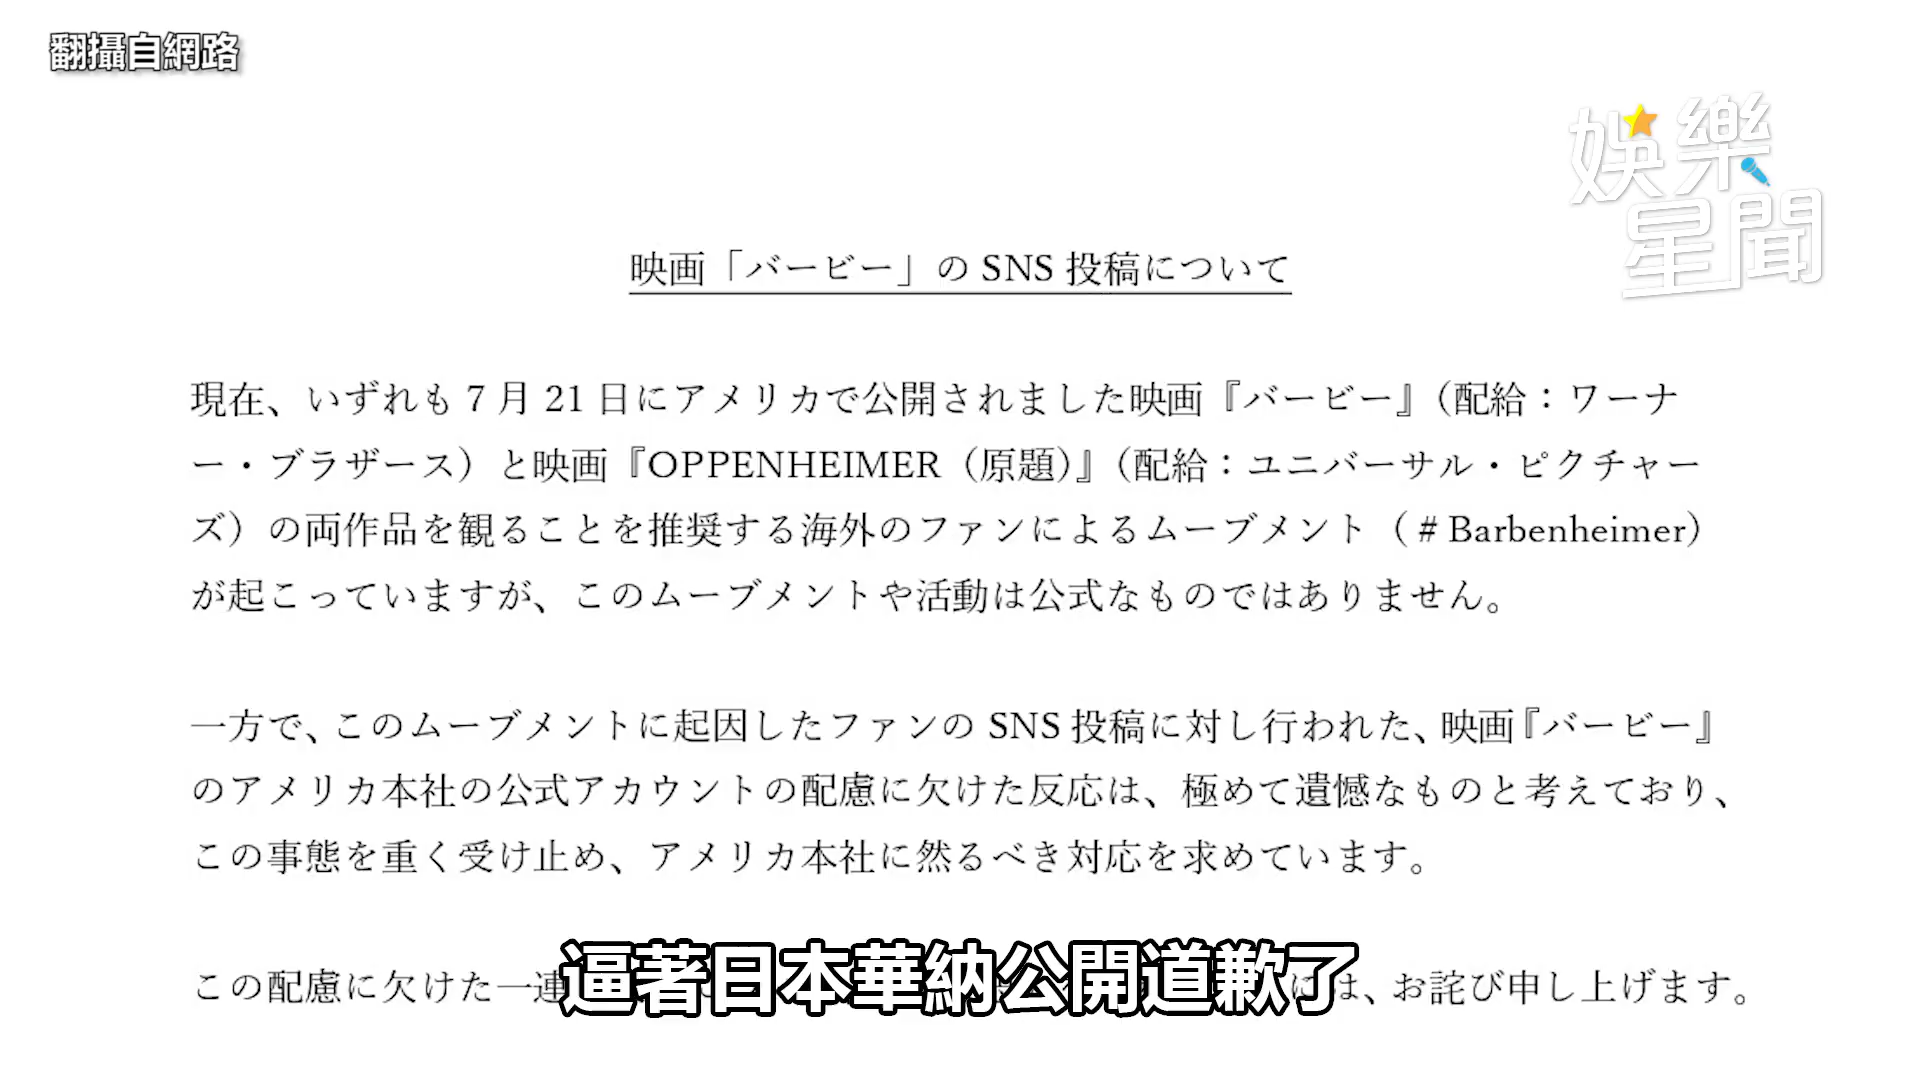 翻攝自網路
娛樂
星聞
映画「バービー」の SNS 投稿について
現在、いずれも 7 月 21 日にアメリカで公開されました映画『バービー』（配給：ワーナ
ー・ブラザース）と映画『OPPENHEIMER（原題）』（配給：ユニバーサル・ピクチャー
ズ）の両作品を観ることを推奨する海外のファンによるムーブメント（＃Barbenheimer）
が起こっていますが、このムーブメントや活動は公式なものではありません。
一方で、このムーブメントに起因したファンの SNS 投稿に対し行われた、映画『バービー』
のアメリカ本社の公式アカウントの配慮に欠けた反応は、極めて遺憾なものと考えており、
この事態を重く受け止め、アメリカ本社に然るべき対応を求めています。
この配慮に欠けた一連 は、お詫び申し上げます。
逼著日本華納公開道歉了